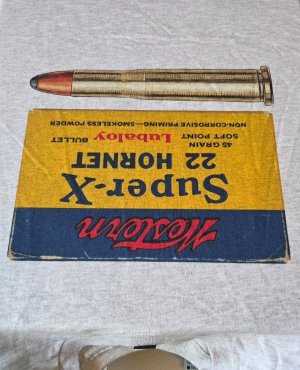 Western
Super-X
22 HORNET
45 GRAIN
SOFT POINT Lubaloy BULLET
NON-CORROSIVE PRIMING—SMOKELESS POWDER